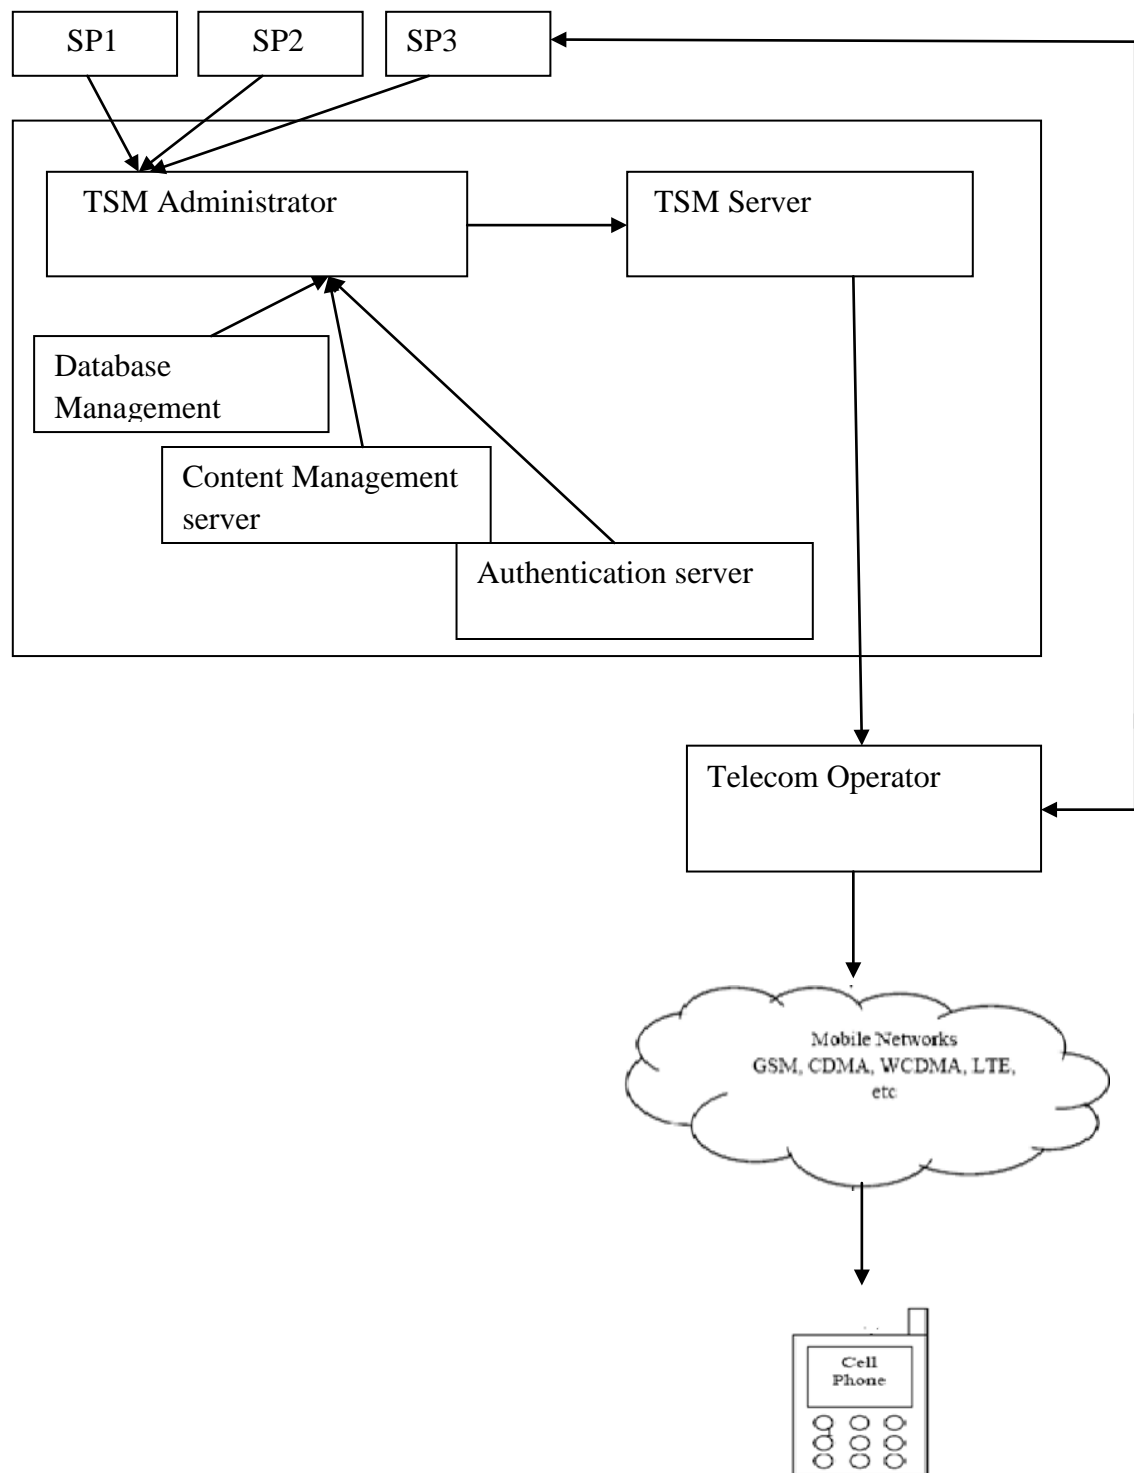 SP1
SP2
SP3
TSM Administrator
TSM Server
Database
Management
Content Management
server
Authentication server
Telecom Operator
Mobile Networks
GSM, CDMA, WCDMA, LTE,
etc
Cell
Phone